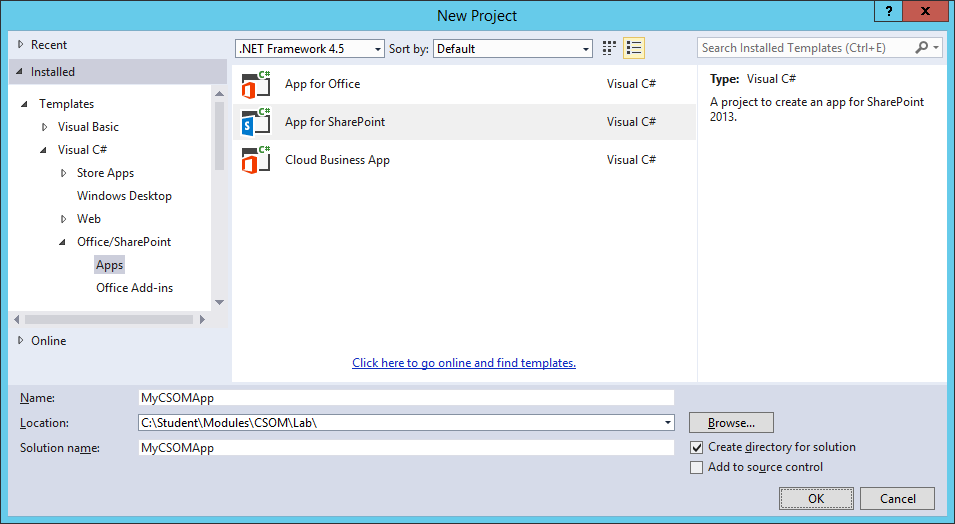 New Project
? x
Recent
Installed
Templates
Visual Basic
Visual C#
Store Apps
Windows Desktop
Web
Office/SharePoint
Apps
Office Add-ins
Online
.NET Framework 4.5 Sort by: Default
C# App for Office Visual C#
C# App for SharePoint Visual C#
C# Cloud Business App Visual C#
Click here to go online and find templates.
Search Installed Templates (Ctrl+E)
Type: Visual C#
A project to create an app for SharePoint
2013.
Name: MyCSOMApp
Location: C:\Student\Modules\CSOM\Lab\ Browse...
Solution name: MyCSOMApp
Create directory for solution
Add to source control
OK Cancel